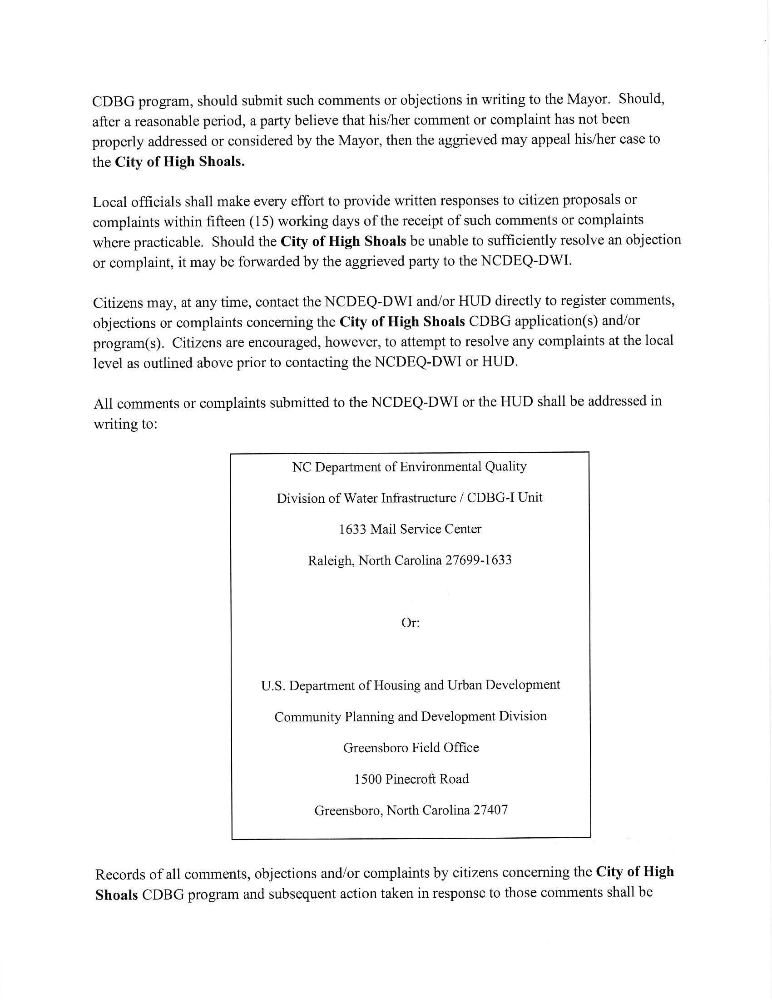 CDBG program, should submit such comments or objections in writing to the Mayor.  Should,
after a reasonable period, a party believe that his/her comment or complaint has not been
properly addressed or considered by the Mayor, then the aggrieved may appeal his/her case to
the City of High Shoals.
Local officials shall make every effort to provide written responses to citizen proposals or
complaints within fifteen (15) working days of the receipt of such comments or complaints
where practicable.  Should the City of High Shoals be unable to sufficiently resolve an objection
or complaint, it may be forwarded by the aggrieved party to the NCDEQ-DWI.
Citizens may, at any time, contact the NCDEQ-DWI and/or HUD directly to register comments,
objections or complaints concerning the City of High Shoals CDBG application(s) and/or
program(s).  Citizens are encouraged, however, to attempt to resolve any complaints at the local
level as outlined above prior to contacting the NCDEQ-DWI or HUD.
All comments or complaints submitted to the NCDEQ-DWI or the HUD shall be addressed in
writing to:
NC Department of Environmental Quality
Division of Water Infrastructure / CDBG-I Unit
1633 Mail Service Center
Raleigh, North Carolina 27699-1633
Or:
U.S. Department of Housing and Urban Development
Community Planning and Development Division
Greensboro Field Office
1500 Pinecroft Road
Greensboro, North Carolina 27407
Records of all comments, objections and/or complaints by citizens concerning the City of High
Shoals CDBG program and subsequent action taken in response to those comments shall be